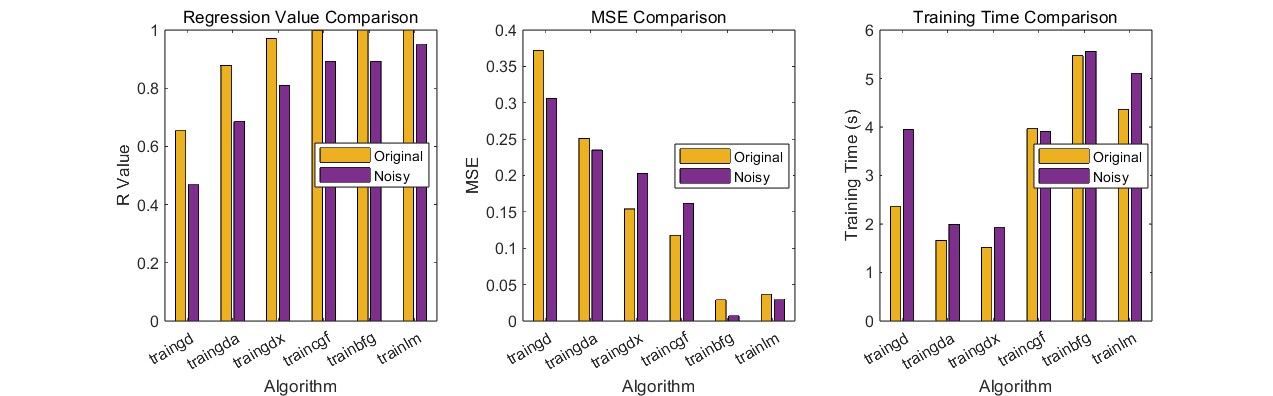 Regression Value Comparison
R Value
1
0.8
0.6
0.4
0.2
0
Original
Noisy
traingd
traingda
traingdx
traincgf
trainbfg
trainlm
Algorithm
MSE Comparison
MSE
0.4
0.35
0.3
0.25
0.2
0.15
0.1
0.05
0
Original
Noisy
traingd
traingda
traingdx
traincgf
trainbfg
trainlm
Algorithm
Training Time Comparison
Training Time (s)
6
5
4
3
2
1
0
Original
Noisy
traingd
traingda
traingdx
traincgf
trainbfg
trainlm
Algorithm